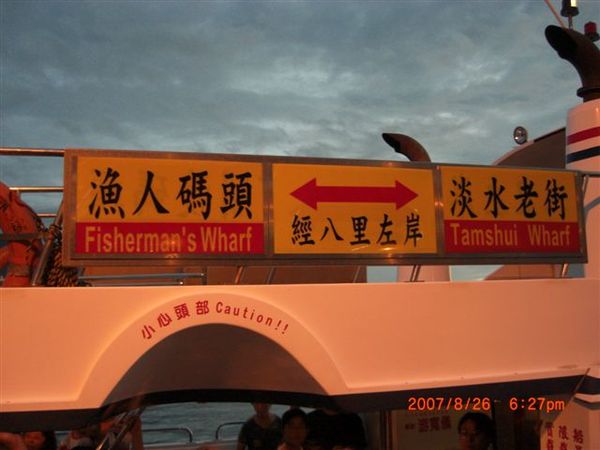 漁人碼頭
Fisherman's Wharf
經八里左岸
淡水老街
Tamshui Wharf
小心頭部 Caution!!
2007/8/26 6:27pm